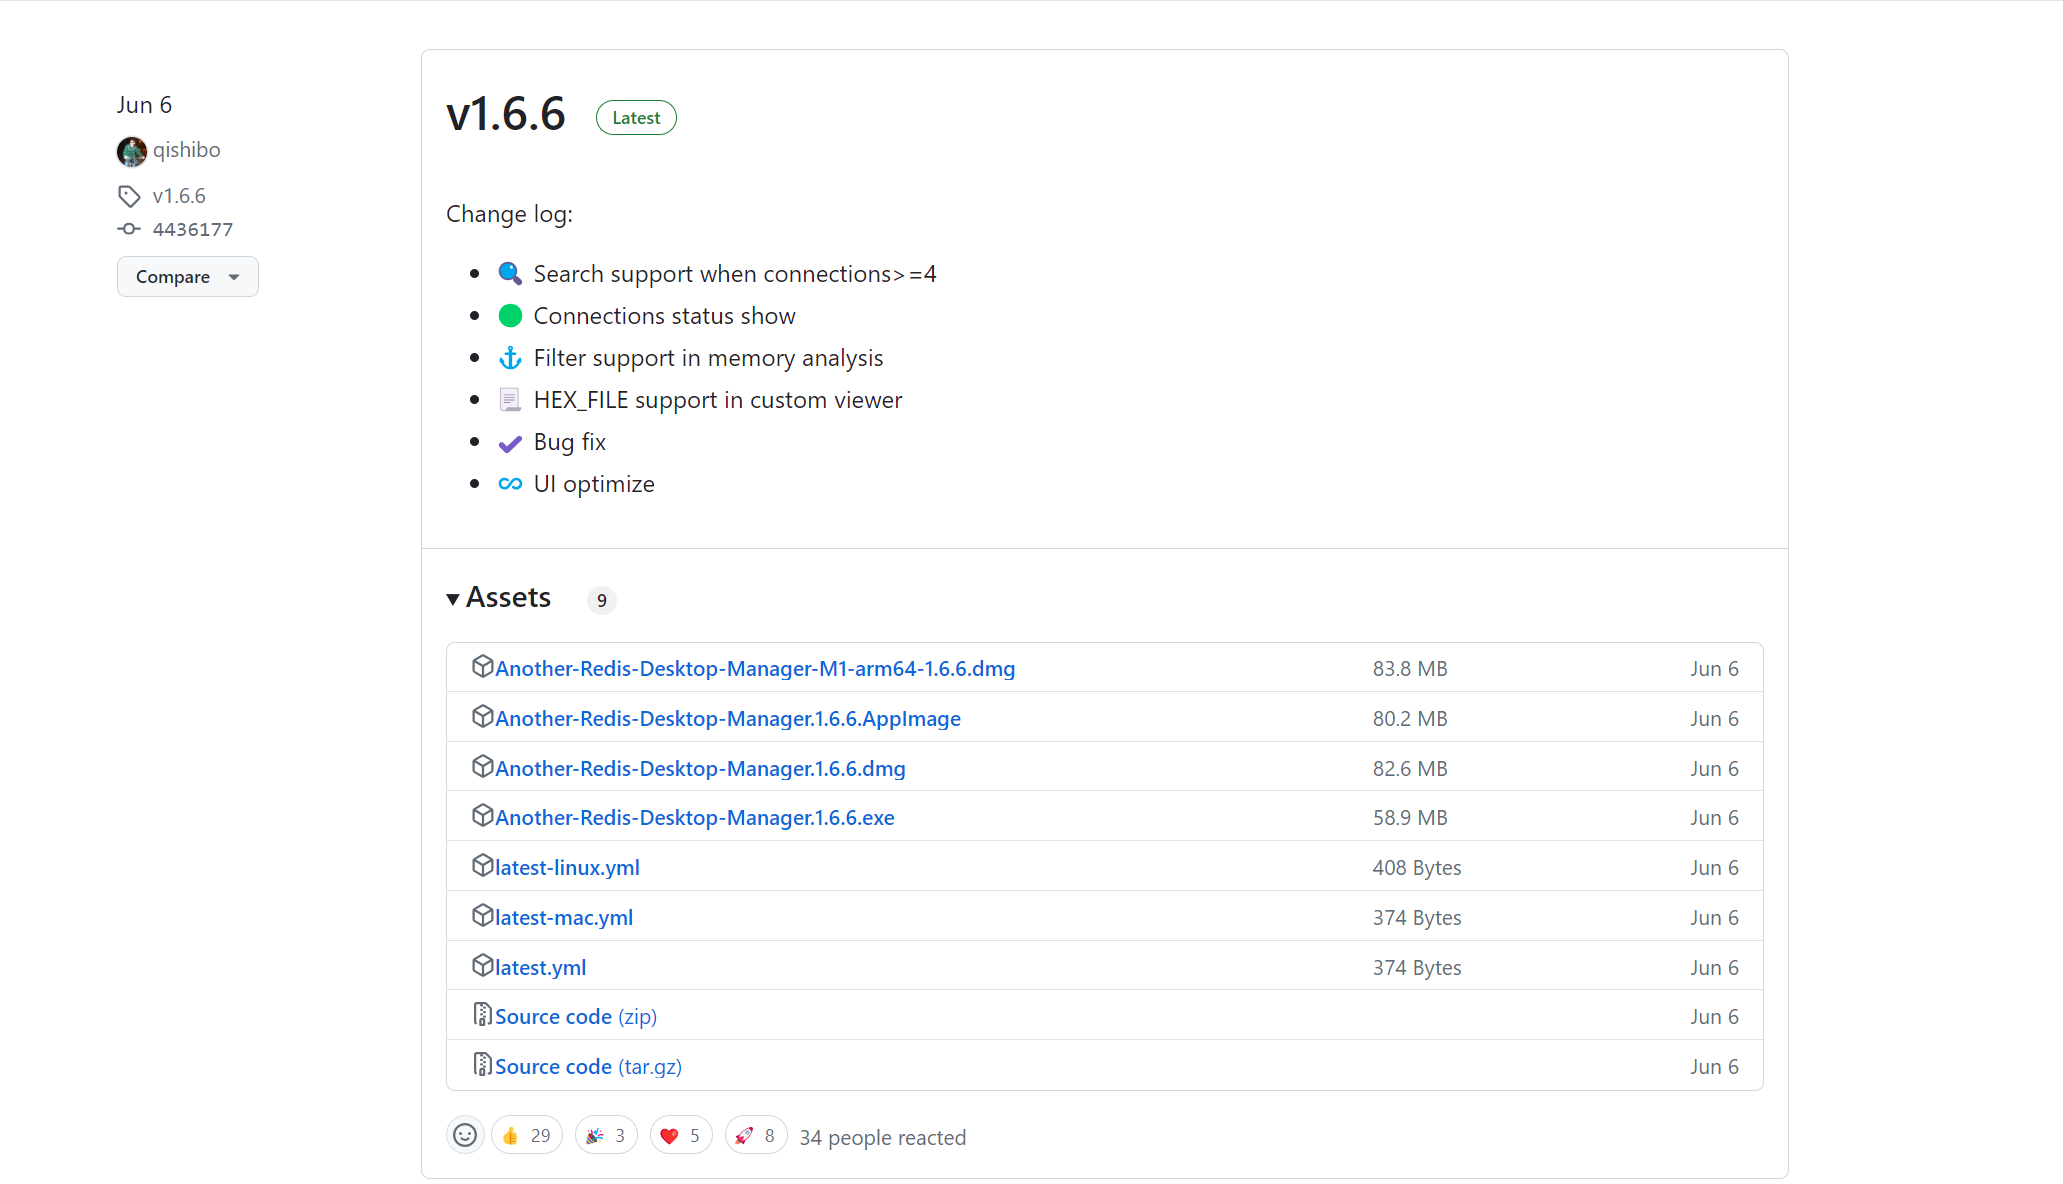 Jun 6
qishibo
v1.6.6
4436177
Compare
v1.6.6 Latest
Change log:
Search support when connections>=4
Connections status show
Filter support in memory analysis
HEX_FILE support in custom viewer
Bug fix
UI optimize
Assets 9
Another-Redis-Desktop-Manager-M1-arm64-1.6.6.dmg 83.8 MB Jun 6
Another-Redis-Desktop-Manager.1.6.6.AppImage 80.2 MB Jun 6
Another-Redis-Desktop-Manager.1.6.6.dmg 82.6 MB Jun 6
Another-Redis-Desktop-Manager.1.6.6.exe 58.9 MB Jun 6
latest-linux.yml 408 Bytes Jun 6
latest-mac.yml 374 Bytes Jun 6
latest.yml 374 Bytes Jun 6
Source code (zip) Jun 6
Source code (tar.gz) Jun 6
29 3 5 8 34 people reacted